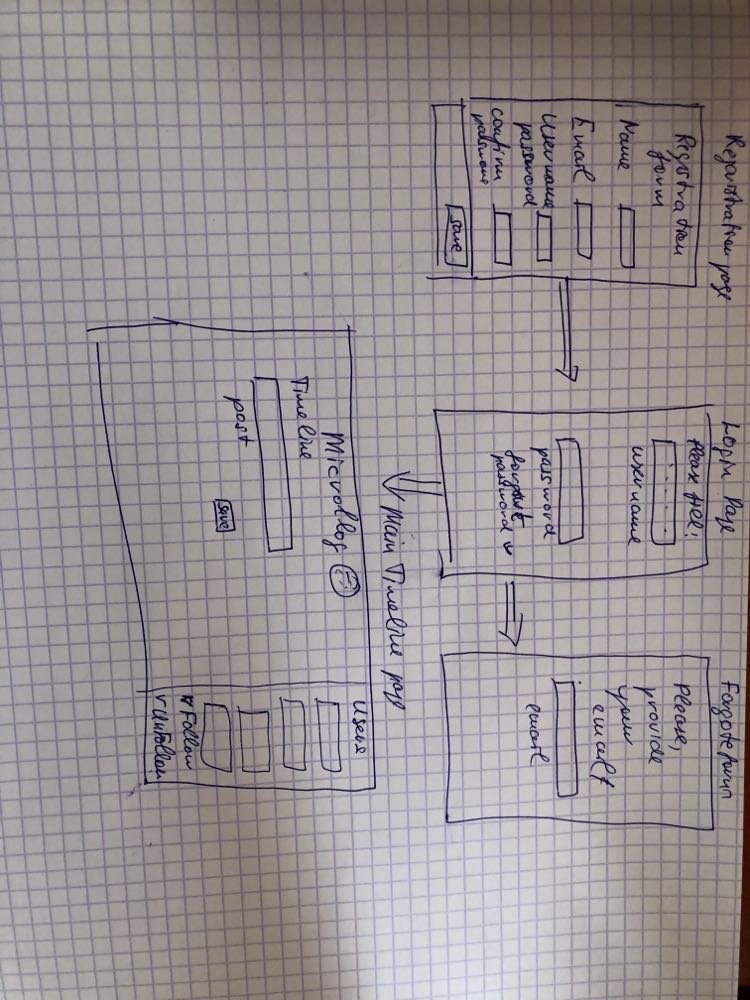 Registration page
Registration
form
Name
Email
Username
password
confirm
password
save
Login Page
please fill:
username
password
forgot
password
Forgote form
Please,
provide
your
email
email
Main Timeline page
Microblog
Timeline
post
save
Users
Follow
Unfollow